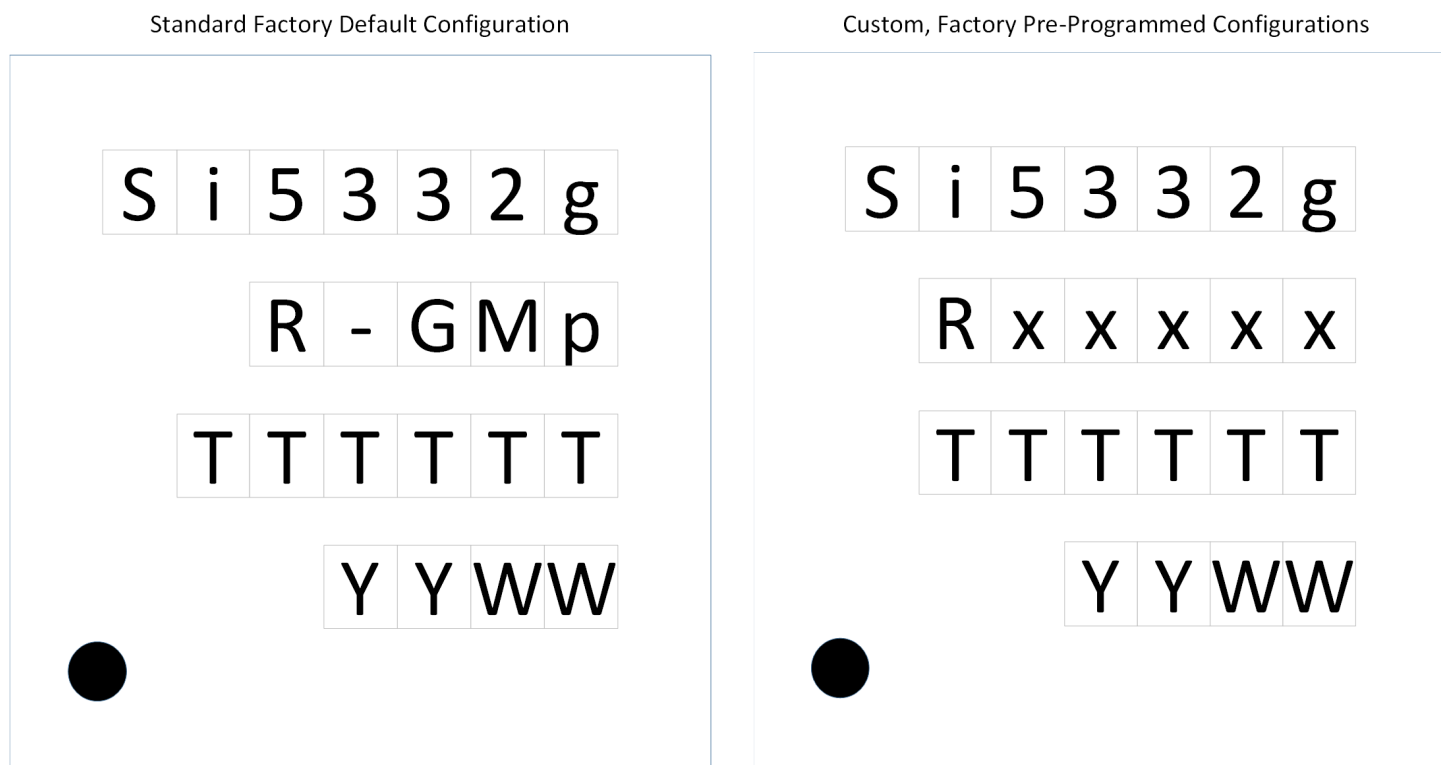 Standard Factory Default Configuration
Si5332g
R-GMp
TTTTTT
YYWW
Custom, Factory Pre-Programmed Configurations
Si5332g
Rxxxxx
TTTTTT
YYWW